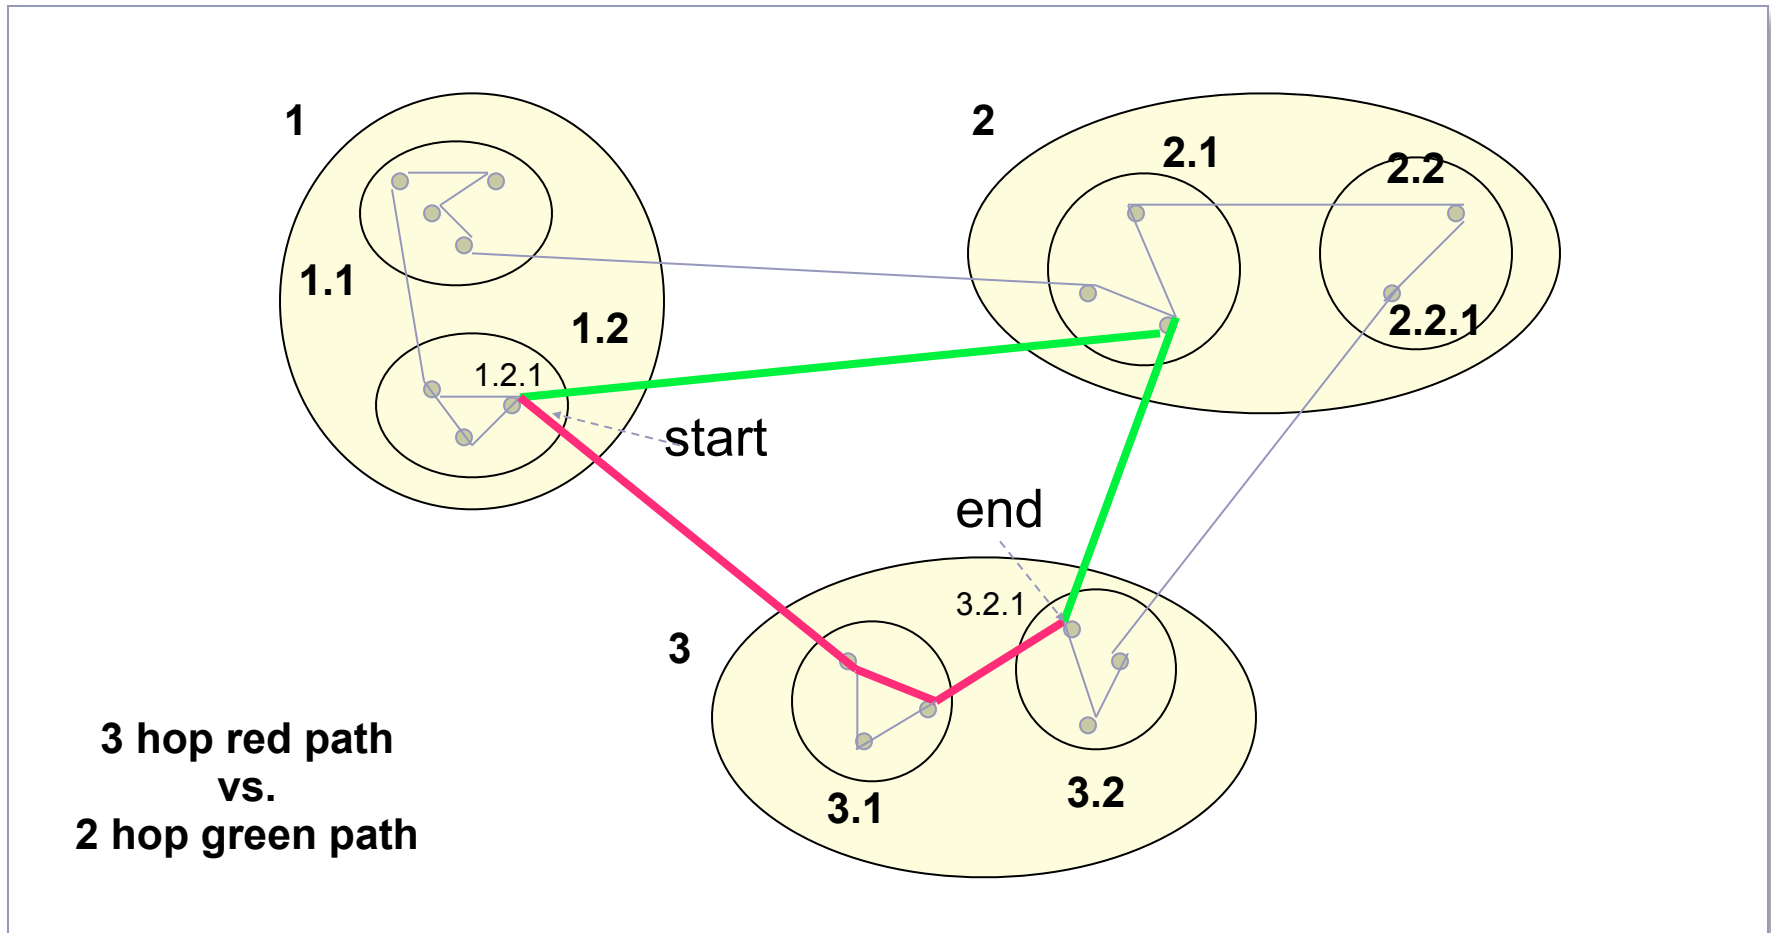 1
2
2.1
2.2
1.1
1.2
2.2.1
1.2.1
start
end
3.2.1
3
3.1
3.2
3 hop red path
vs.
2 hop green path